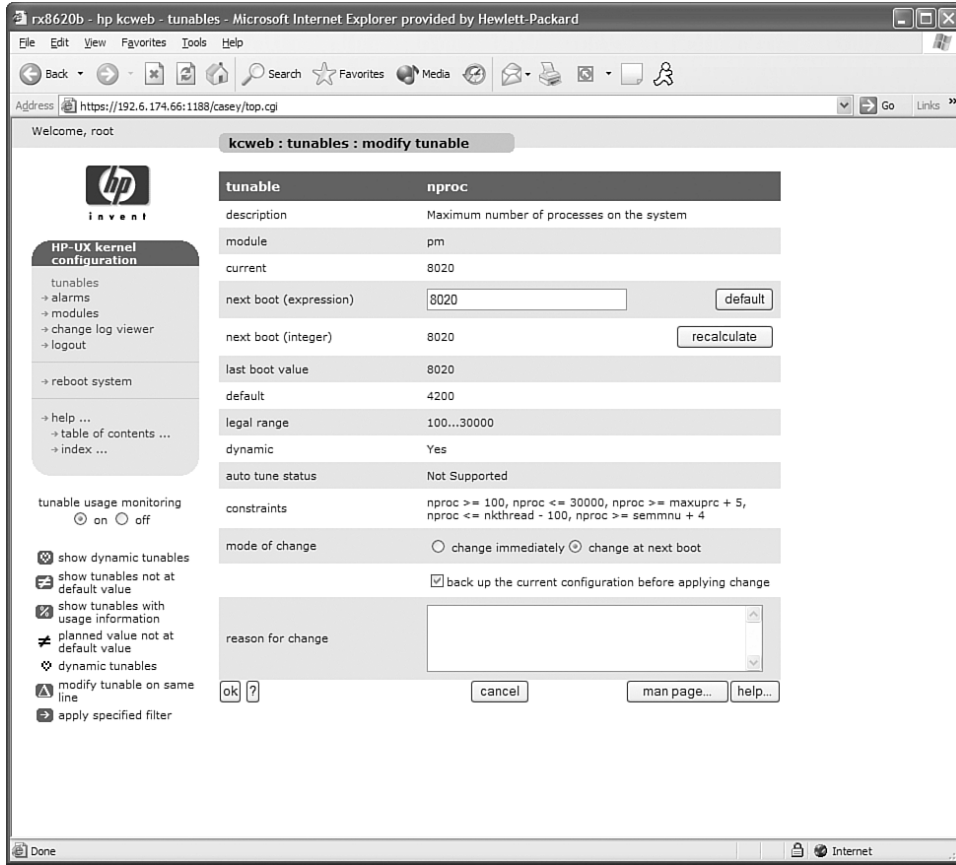 rx8620b - hp kcweb - tunables - Microsoft Internet Explorer provided by Hewlett-Packard
File Edit View Favorites Tools Help
Back Search Favorites Media
Address https://192.6.174.66:1188/casey/top.cgi Go Links »
Welcome, root
kcweb : tunables : modify tunable
hp
invent
HP-UX kernel
configuration
tunables
alarms
modules
change log viewer
logout
reboot system
help ...
table of contents ...
index ...
tunable usage monitoring
on off
show dynamic tunables
show tunables not at
default value
show tunables with
usage information
planned value not at
default value
dynamic tunables
modify tunable on same
line
apply specified filter
tunable nproc
description Maximum number of processes on the system
module pm
current 8020
next boot (expression) 8020 default
next boot (integer) 8020 recalculate
last boot value 8020
default 4200
legal range 100...30000
dynamic Yes
auto tune status Not Supported
constraints nproc >= 100, nproc <= 30000, nproc >= maxuprc + 5,
nproc <= nkthread - 100, nproc >= semmnu + 4
mode of change change immediately change at next boot
back up the current configuration before applying change
reason for change
ok ? cancel man page... help...
Done Internet